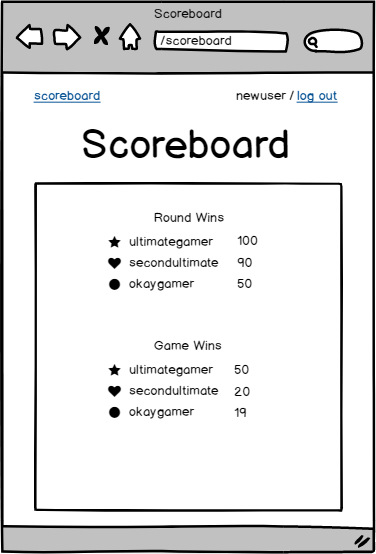 Scoreboard
/scoreboard
scoreboard newuser / log out
Scoreboard
Round Wins
ultimategamer 100
secondultimate 90
okaygamer 50
Game Wins
ultimategamer 50
secondultimate 20
okaygamer 19